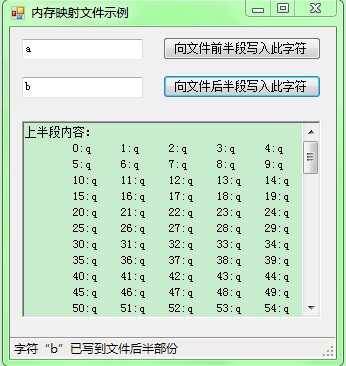 内存映射文件示例
a 向文件前半段写入此字符
b 向文件后半段写入此字符
上半段内容:
0:q 1:q 2:q 3:q 4:q
5:q 6:q 7:q 8:q 9:q
10:q 11:q 12:q 13:q 14:q
15:q 16:q 17:q 18:q 19:q
20:q 21:q 22:q 23:q 24:q
25:q 26:q 27:q 28:q 29:q
30:q 31:q 32:q 33:q 34:q
35:q 36:q 37:q 38:q 39:q
40:q 41:q 42:q 43:q 44:q
45:q 46:q 47:q 48:q 49:q
50:q 51:q 52:q 53:q 54:q
字符“b”已写到文件后半部份